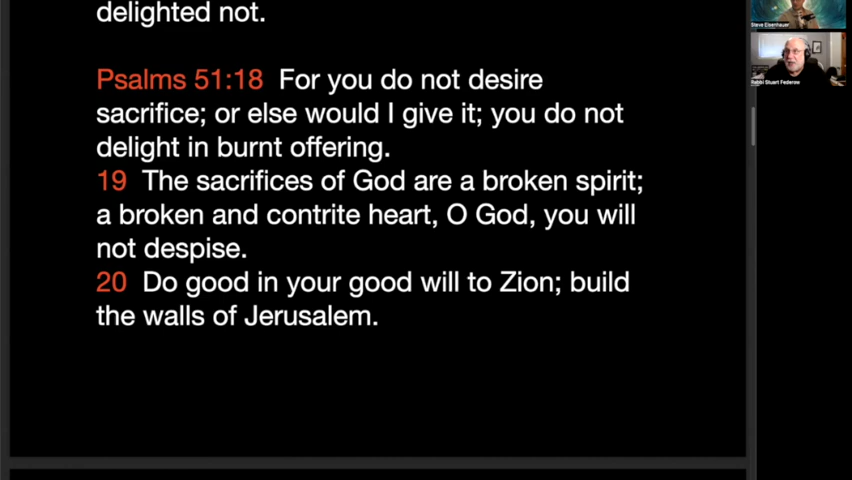 delighted not.
Psalms 51:18 For you do not desire
sacrifice; or else would I give it; you do not
delight in burnt offering.
19 The sacrifices of God are a broken spirit;
a broken and contrite heart, O God, you will
not despise.
20 Do good in your good will to Zion; build
the walls of Jerusalem.
Steve Eisenhauer
Rabbi Stuart Federow